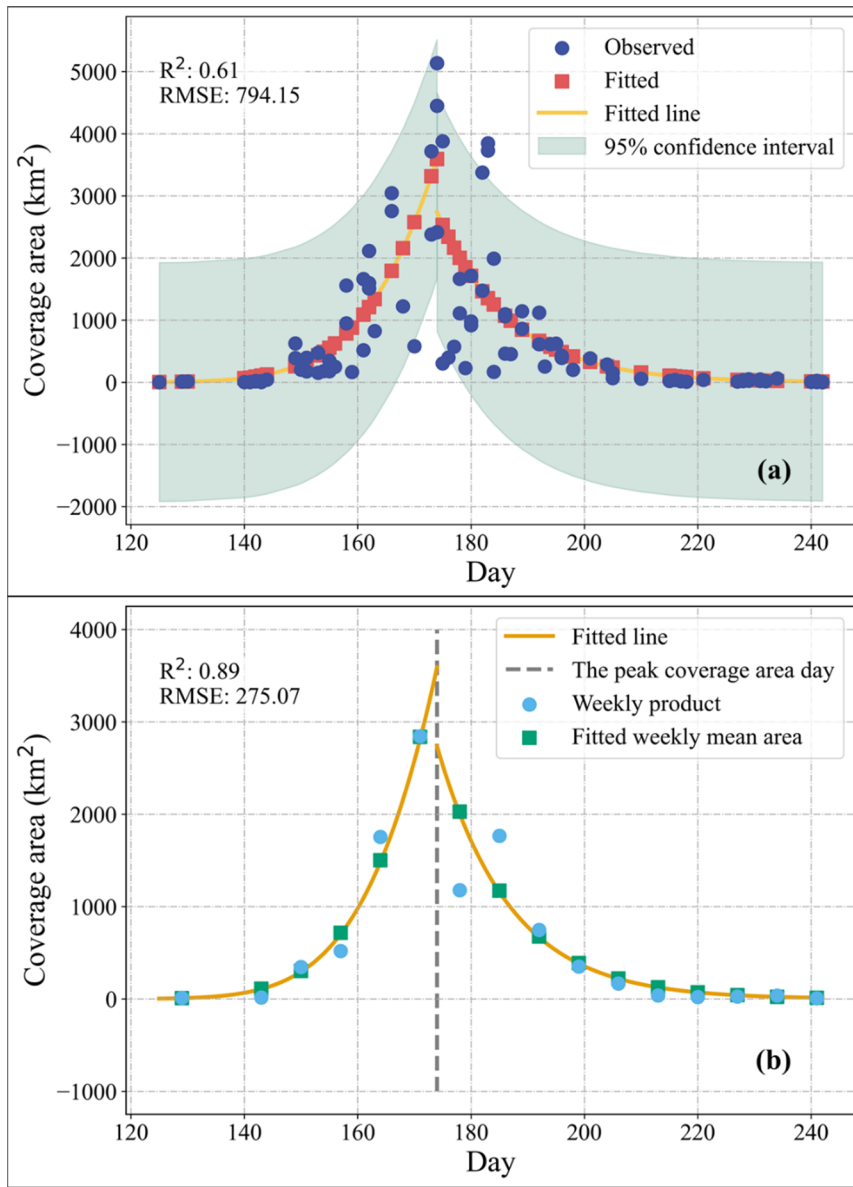 R²: 0.61
RMSE: 794.15
Observed
Fitted
Fitted line
95% confidence interval
Coverage area (km²)
5000
4000
3000
2000
1000
0
−1000
−2000
(a)
120 140 160 180 200 220 240
Day
R²: 0.89
RMSE: 275.07
Fitted line
The peak coverage area day
Weekly product
Fitted weekly mean area
Coverage area (km²)
4000
3000
2000
1000
0
−1000
(b)
120 140 160 180 200 220 240
Day